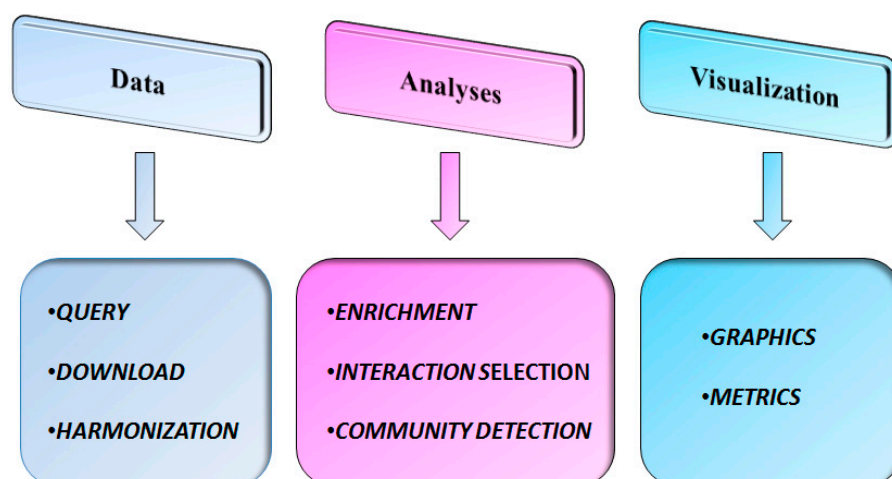 Data
Analyses
Visualization
•QUERY
•DOWNLOAD
•HARMONIZATION
•ENRICHMENT
•INTERACTION SELECTION
•COMMUNITY DETECTION
•GRAPHICS
•METRICS